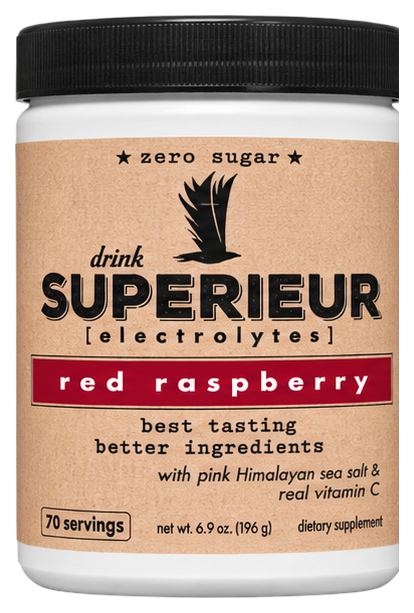 ★ zero sugar ★
drink
SUPERIEUR
[electrolytes]
red raspberry
best tasting
better ingredients
with pink Himalayan sea salt &
real vitamin C
70 servings
net wt. 6.9 oz. (196 g)
dietary supplement